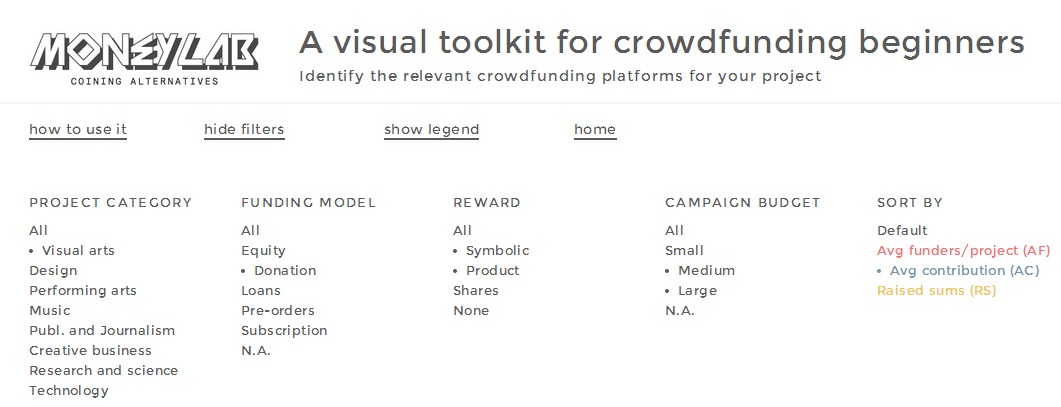 MONEYLAB
COINING ALTERNATIVES
A visual toolkit for crowdfunding beginners
Identify the relevant crowdfunding platforms for your project
how to use it
hide filters
show legend
home
PROJECT CATEGORY
All
• Visual arts
Design
Performing arts
Music
Publ. and Journalism
Creative business
Research and science
Technology
FUNDING MODEL
All
Equity
• Donation
Loans
Pre-orders
Subscription
N.A.
REWARD
All
• Symbolic
• Product
Shares
None
CAMPAIGN BUDGET
All
Small
• Medium
• Large
N.A.
SORT BY
Default
Avg funders/project (AF)
• Avg contribution (AC)
Raised sums (RS)